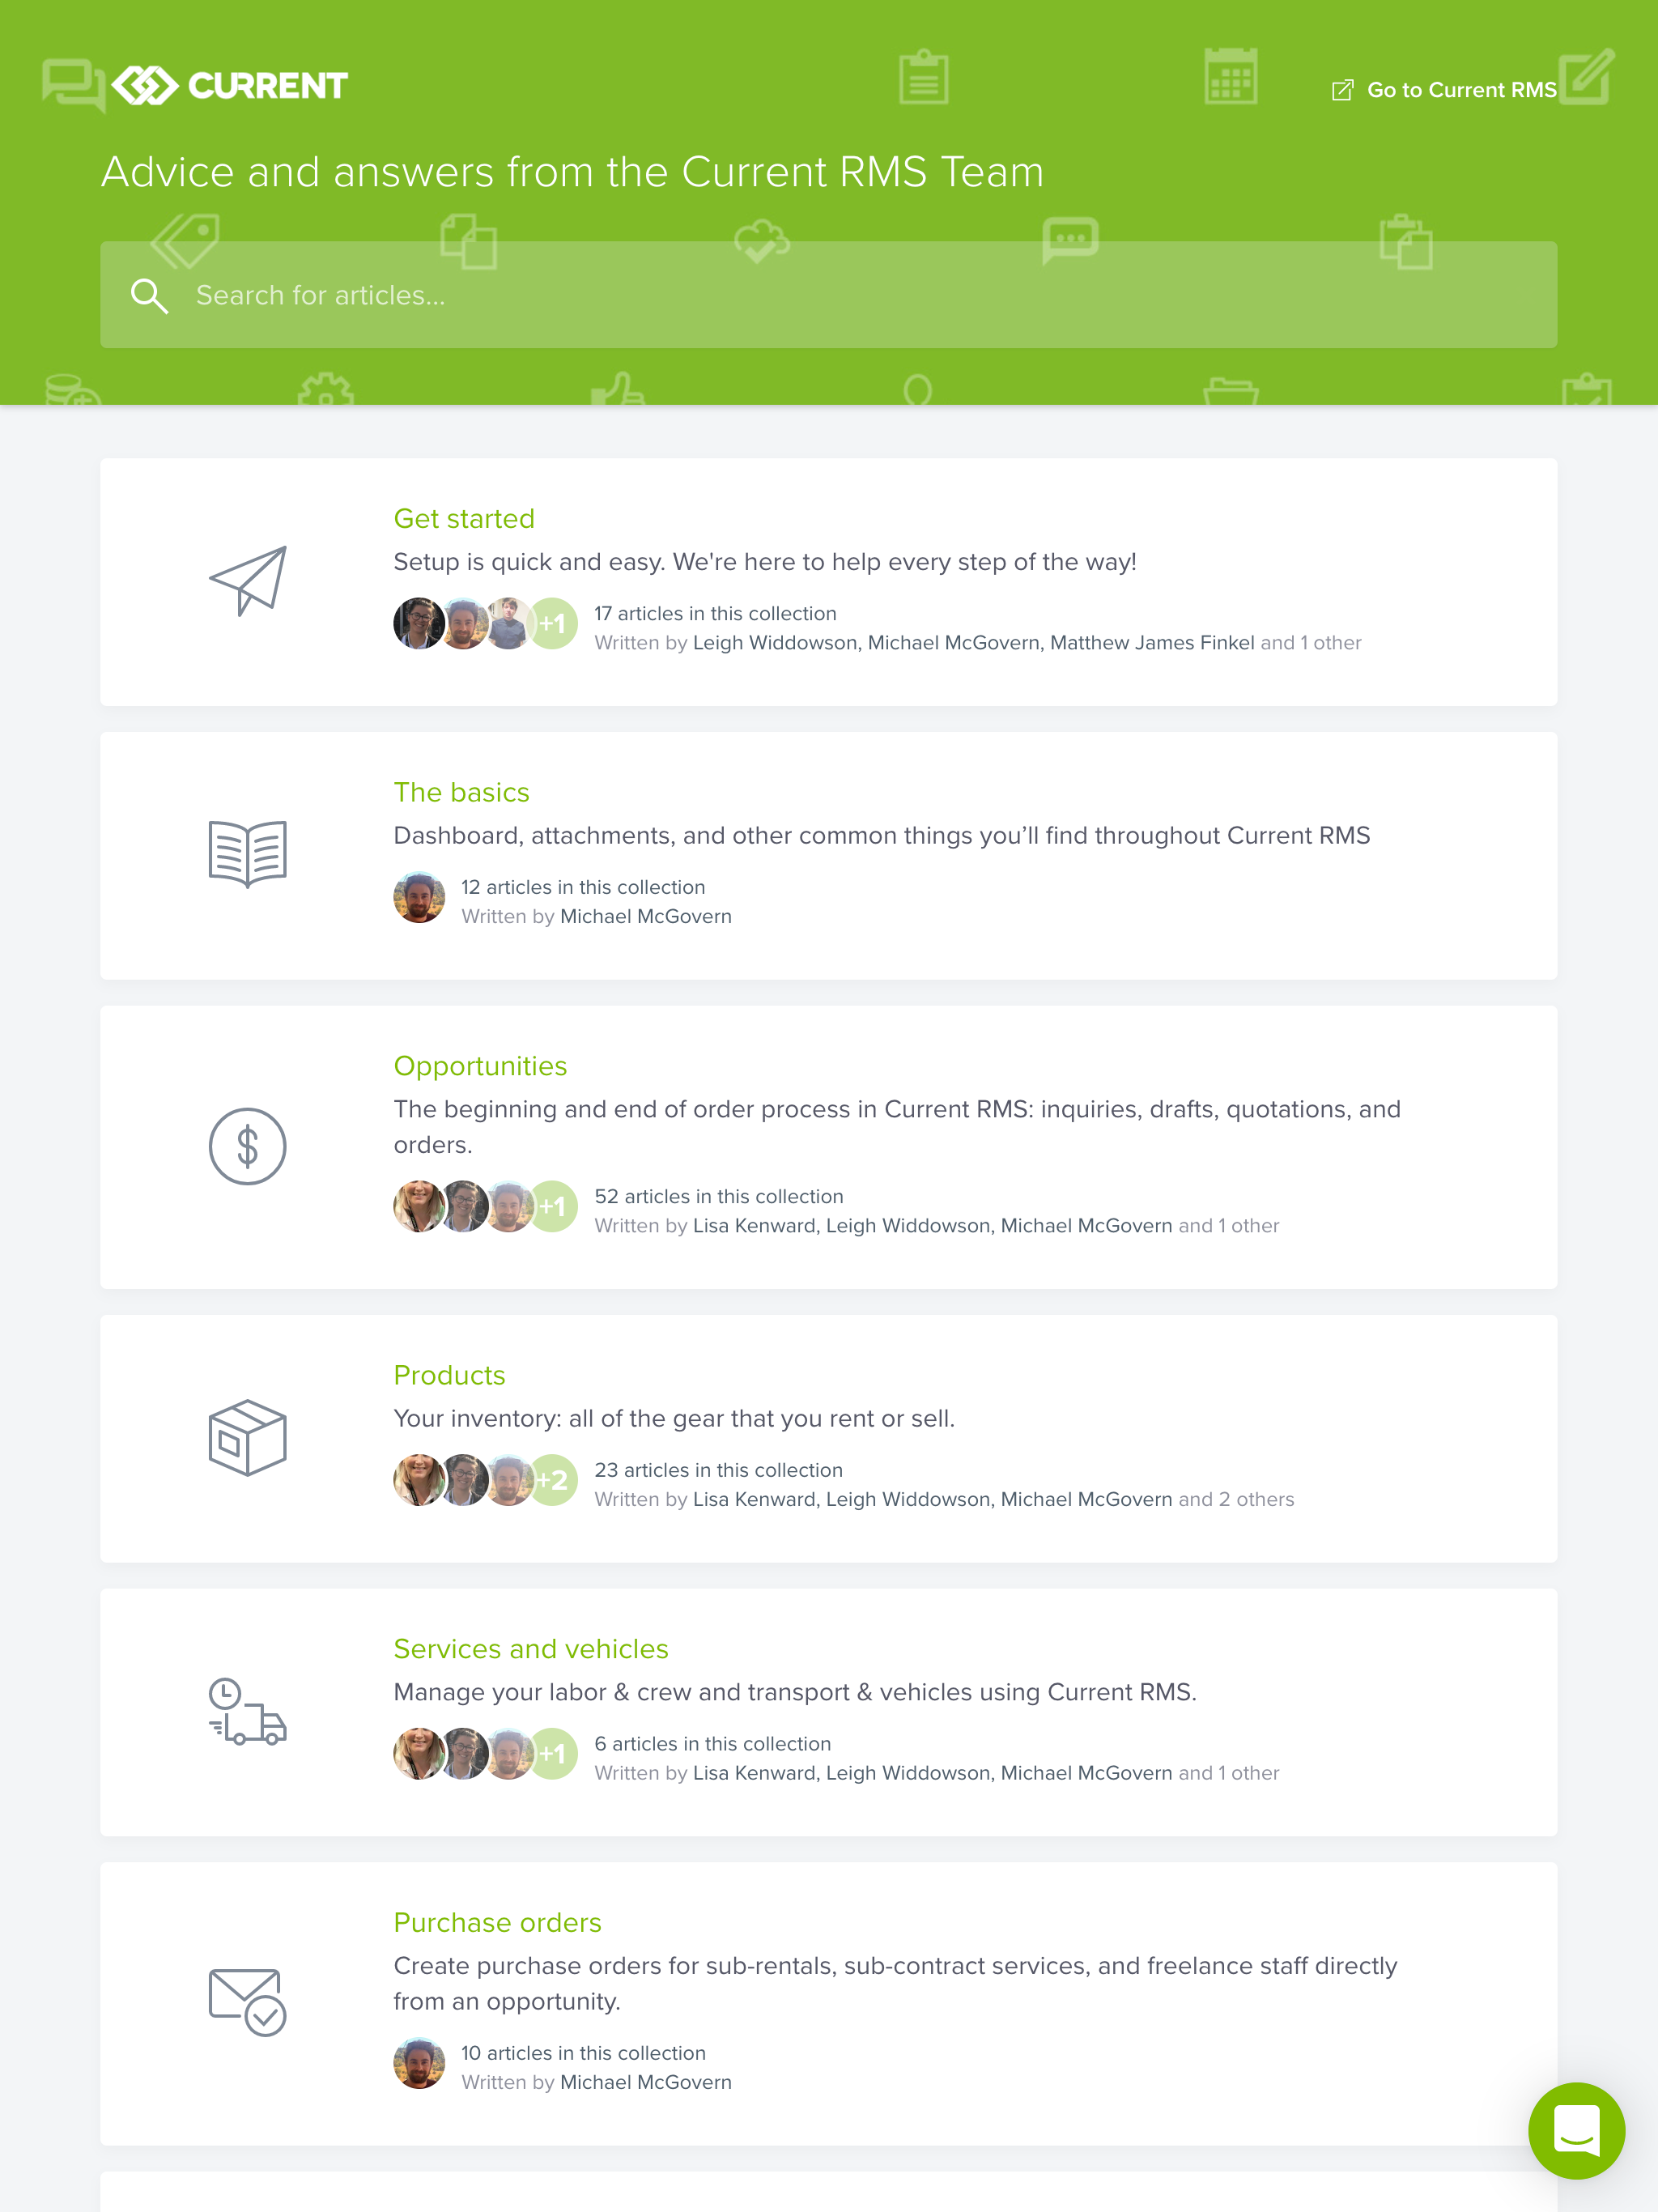 CURRENT
Go to Current RMS
Advice and answers from the Current RMS Team
Search for articles...
Get started
Setup is quick and easy. We're here to help every step of the way!
+1
17 articles in this collection
Written by Leigh Widdowson, Michael McGovern, Matthew James Finkel and 1 other
The basics
Dashboard, attachments, and other common things you’ll find throughout Current RMS
12 articles in this collection
Written by Michael McGovern
Opportunities
The beginning and end of order process in Current RMS: inquiries, drafts, quotations, and
orders.
+1
52 articles in this collection
Written by Lisa Kenward, Leigh Widdowson, Michael McGovern and 1 other
Products
Your inventory: all of the gear that you rent or sell.
+2
23 articles in this collection
Written by Lisa Kenward, Leigh Widdowson, Michael McGovern and 2 others
Services and vehicles
Manage your labor & crew and transport & vehicles using Current RMS.
+1
6 articles in this collection
Written by Lisa Kenward, Leigh Widdowson, Michael McGovern and 1 other
Purchase orders
Create purchase orders for sub-rentals, sub-contract services, and freelance staff directly
from an opportunity.
10 articles in this collection
Written by Michael McGovern